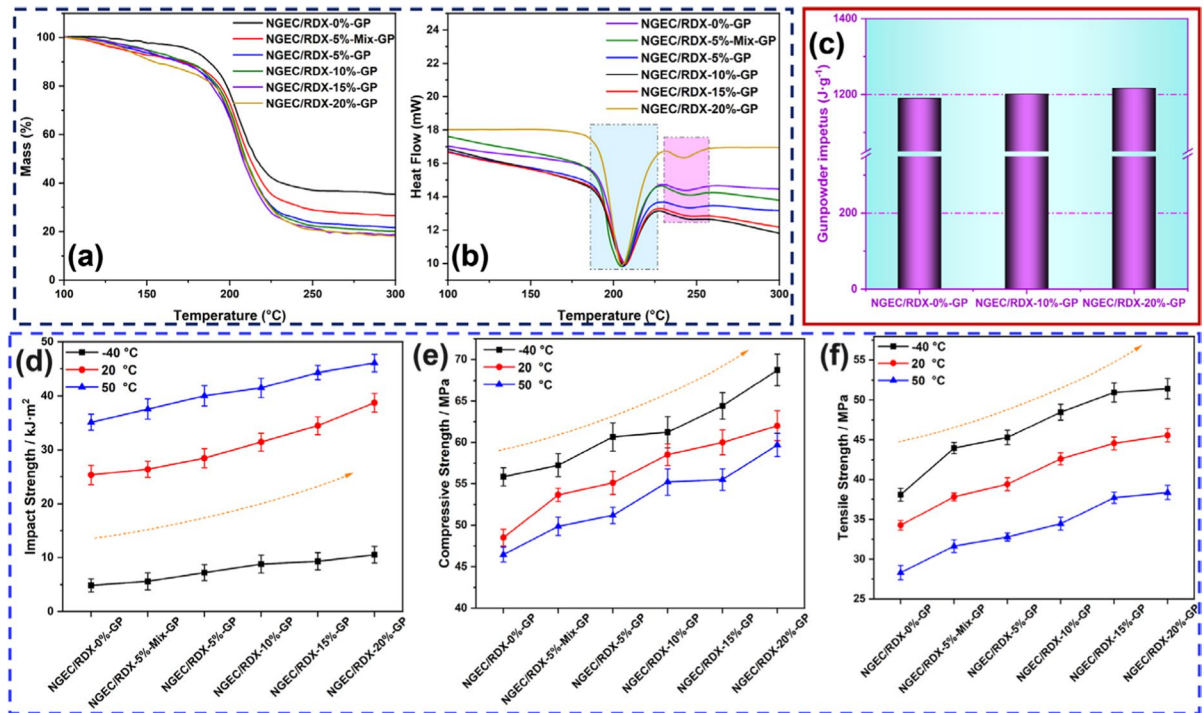 NGEC/RDX-0%-GP
NGEC/RDX-5%-Mix-GP
NGEC/RDX-5%-GP
NGEC/RDX-10%-GP
NGEC/RDX-15%-GP
NGEC/RDX-20%-GP
100
80
60
40
20
0
Mass (%)
(a)
100
150
200
250
300
Temperature (°C)
NGEC/RDX-0%-GP
NGEC/RDX-5%-Mix-GP
NGEC/RDX-5%-GP
NGEC/RDX-10%-GP
NGEC/RDX-15%-GP
NGEC/RDX-20%-GP
24
22
20
18
16
14
12
10
Heat Flow (mW)
(b)
100
150
200
250
300
Temperature (°C)
(c)
1400
1200
200
0
Gunpowder impetus (J·g⁻¹)
NGEC/RDX-0%-GP
NGEC/RDX-10%-GP
NGEC/RDX-20%-GP
(d)
-40 °C
20 °C
50 °C
50
40
30
20
10
0
Impact Strength / kJ·m²
NGEC/RDX-0%-GP
NGEC/RDX-5%-Mix-GP
NGEC/RDX-5%-GP
NGEC/RDX-10%-GP
NGEC/RDX-15%-GP
NGEC/RDX-20%-GP
(e)
-40 °C
20 °C
50 °C
70
65
60
55
50
45
40
Compressive Strength / MPa
NGEC/RDX-0%-GP
NGEC/RDX-5%-Mix-GP
NGEC/RDX-5%-GP
NGEC/RDX-10%-GP
NGEC/RDX-15%-GP
NGEC/RDX-20%-GP
(f)
-40 °C
20 °C
50 °C
55
50
45
40
35
30
25
Tensile Strength / MPa
NGEC/RDX-0%-GP
NGEC/RDX-5%-Mix-GP
NGEC/RDX-5%-GP
NGEC/RDX-10%-GP
NGEC/RDX-15%-GP
NGEC/RDX-20%-GP